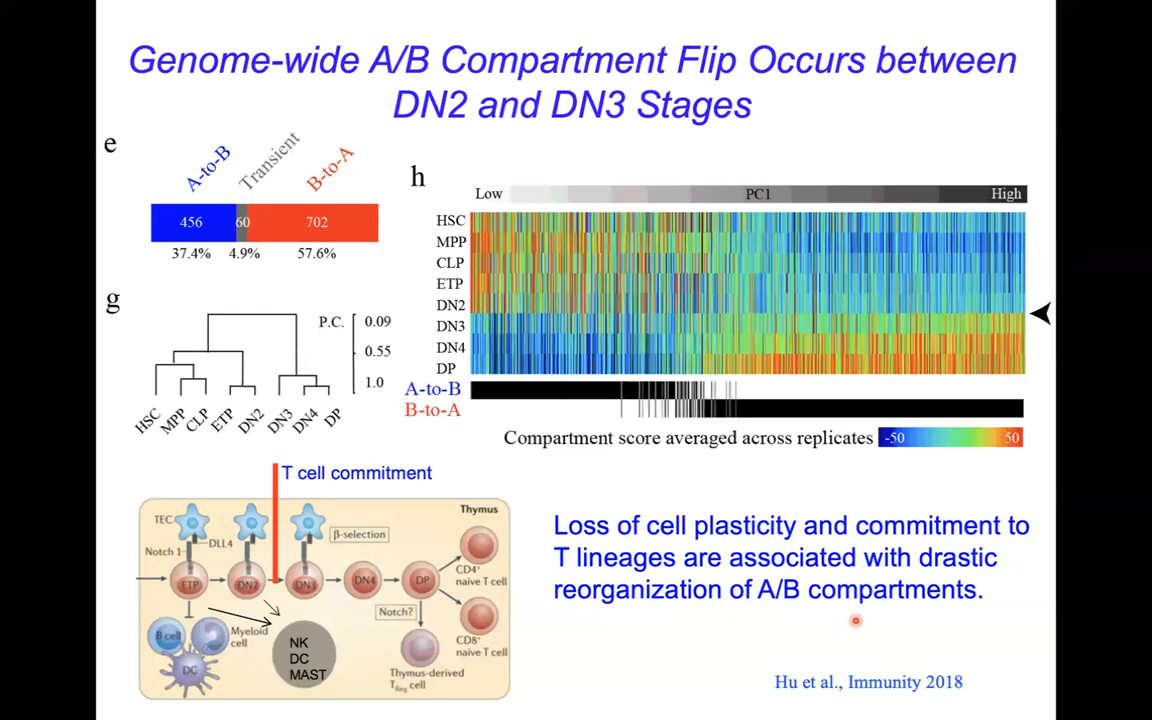 Genome-wide A/B Compartment Flip Occurs between
DN2 and DN3 Stages
e
A-to-B
Transient
B-to-A
456
60
702
37.4%
4.9%
57.6%
g
P.C.
0.09
0.55
1.0
HSC
MPP
CLP
ETP
DN2
DN3
DN4
DP
h
Low
PC1
High
HSC
MPP
CLP
ETP
DN2
DN3
DN4
DP
A-to-B
B-to-A
Compartment score averaged across replicates
-50
50
T cell commitment
Thymus
TEC
DLL4
Notch 1
β-selection
ETP
DN2
DN3
DN4
DP
CD4+
naive T cell
Notch?
B cell
Myeloid
cell
DC
NK
DC
MAST
CD8+
naive T cell
Thymus-derived
TReg cell
Loss of cell plasticity and commitment to
T lineages are associated with drastic
reorganization of A/B compartments.
Hu et al., Immunity 2018